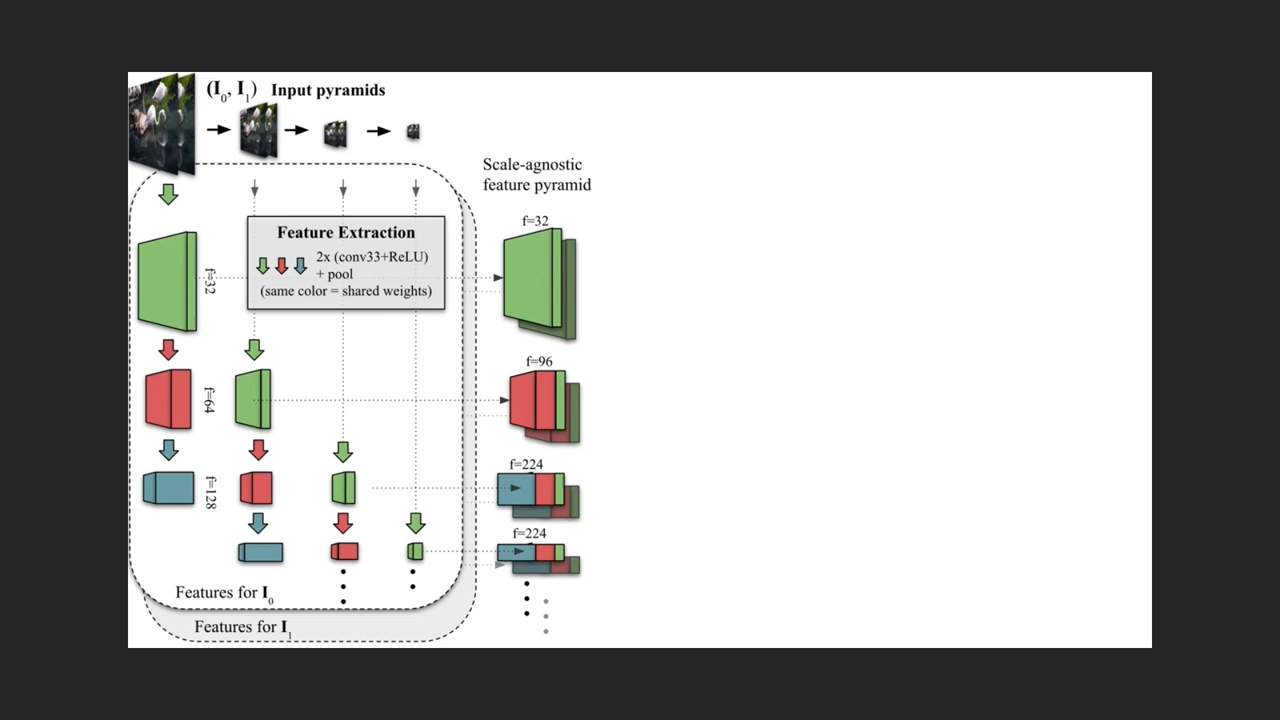 (I0, I1) Input pyramids
Scale-agnostic
feature pyramid
f=32
Feature Extraction
2x (conv33+ReLU)
+ pool
(same color = shared weights)
f=32
f=96
f=64
f=224
f=128
f=224
Features for I0
Features for I1